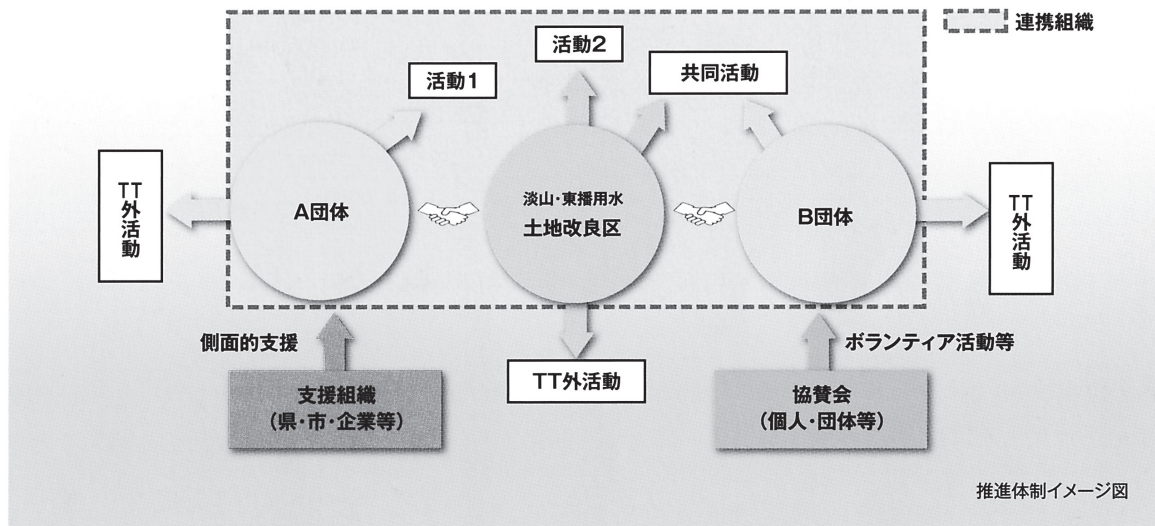 連携組織
活動2
活動1
共同活動
TT外活動
A団体
淡山・東播用水
土地改良区
B団体
TT外活動
側面的支援
ボランティア活動等
TT外活動
支援組織
（県・市・企業等）
協賛会
（個人・団体等）
推進体制イメージ図